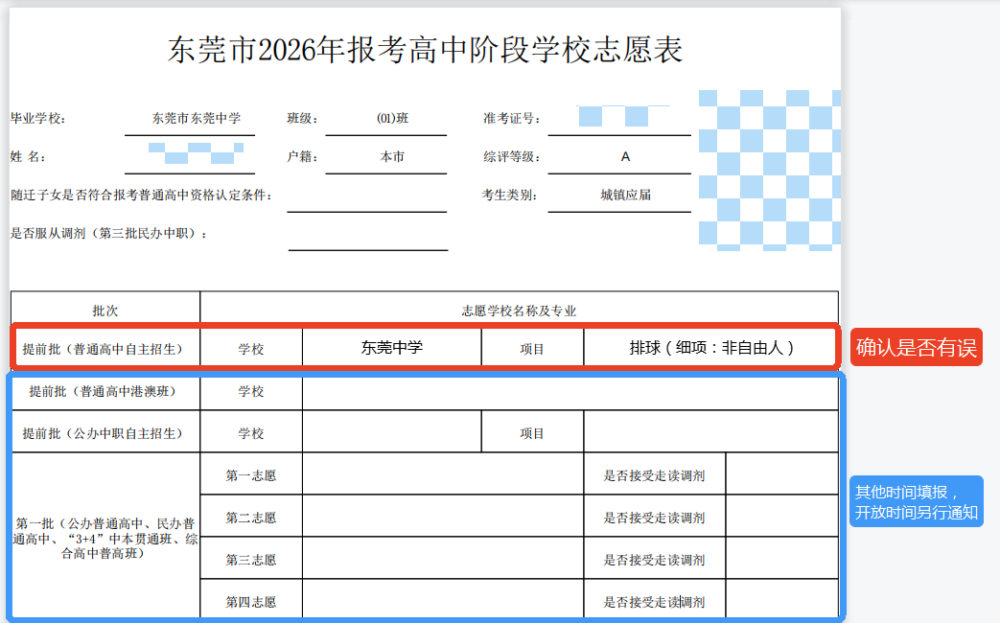 东莞市2026年报考高中阶段学校志愿表
毕业学校： 东莞市东莞中学 班级： (01)班 准考证号：
姓 名： 户籍： 本市 综评等级： A
随迁子女是否符合报考普通高中资格认定条件： 考生类别： 城镇应届
是否服从调剂（第三批民办中职）：
批次 志愿学校名称及专业
提前批（普通高中自主招生） 学校 东莞中学 项目 排球（细项：非自由人） 确认是否有误
提前批（普通高中港澳班） 学校
提前批（公办中职自主招生） 学校 项目
第一志愿 是否接受走读调剂
其他时间填报，
开放时间另行通知
第二志愿 是否接受走读调剂
第一批（公办普通高中、民办普
通高中、“3+4”中本贯通班、综
合高中普高班）
第三志愿 是否接受走读调剂
第四志愿 是否接受走读调剂